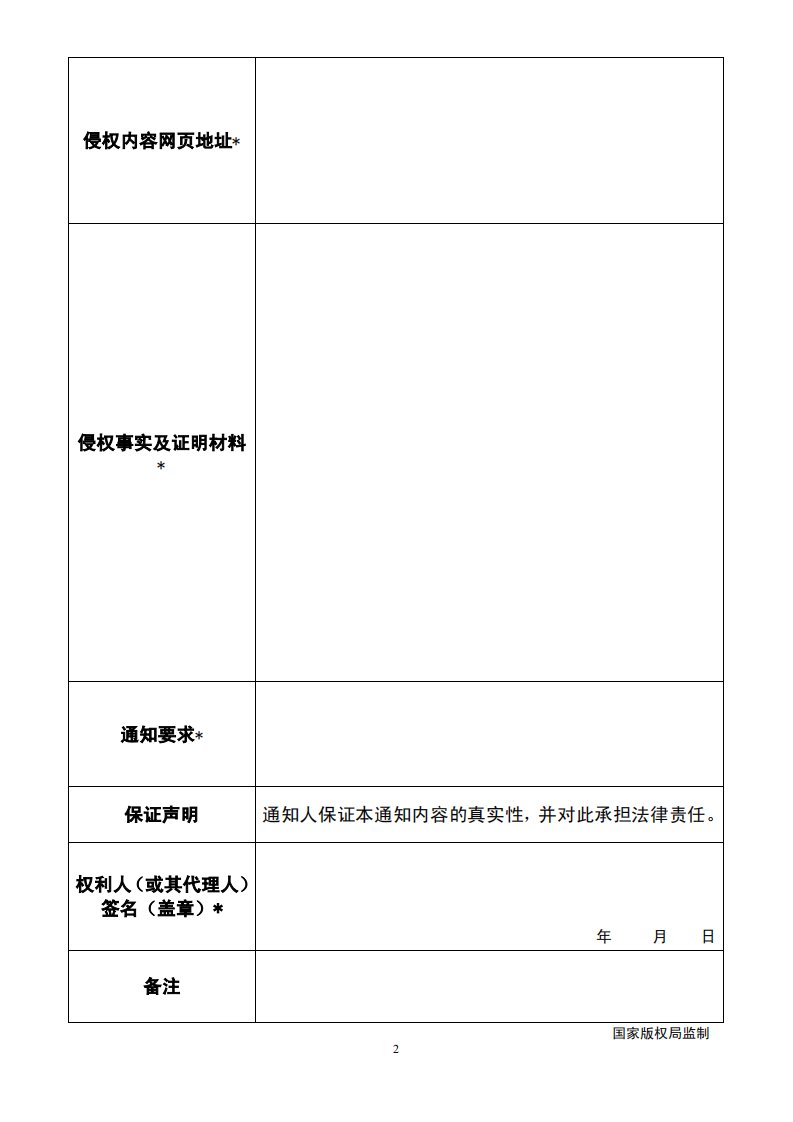 侵权内容网页地址*
侵权事实及证明材料
*
通知要求*
保证声明
通知人保证本通知内容的真实性，并对此承担法律责任。
权利人（或其代理人）
签名（盖章）*
年 月 日
备注
国家版权局监制
2